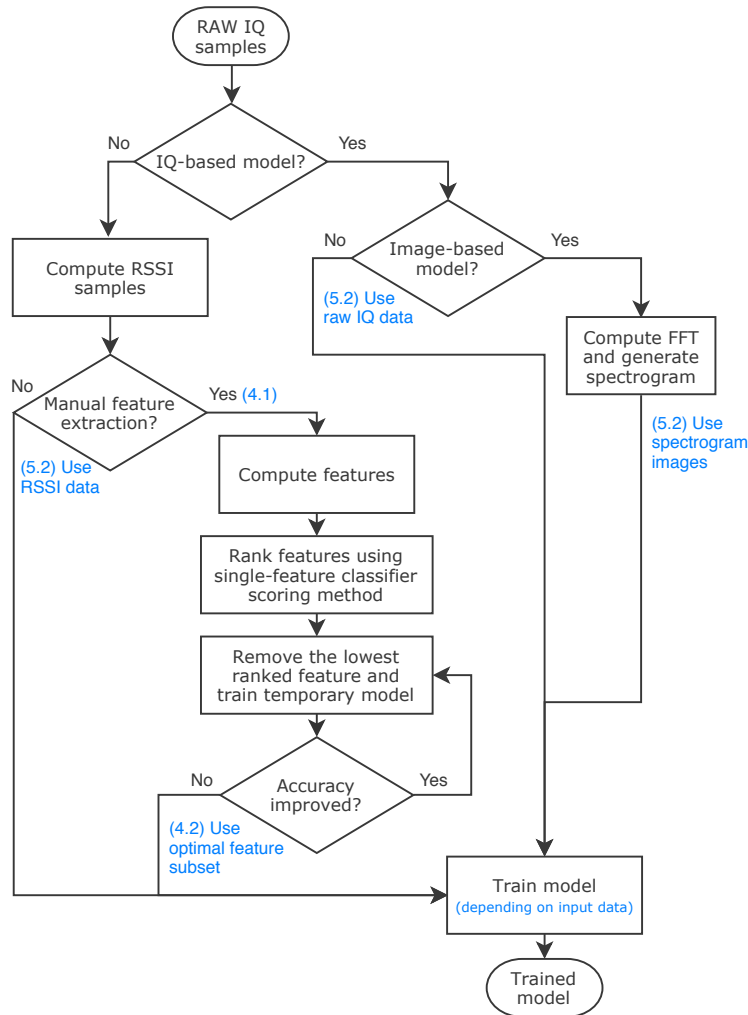 RAW IQ
samples
No
Yes
IQ-based model?
No
Image-based
model?
Yes
Compute RSSI
samples
(5.2) Use
raw IQ data
Compute FFT
and generate
spectrogram
No
Manual feature
extraction?
Yes (4.1)
(5.2) Use
spectrogram
images
(5.2) Use
RSSI data
Compute features
Rank features using
single-feature classifier
scoring method
Remove the lowest
ranked feature and
train temporary model
No
Accuracy
improved?
Yes
(4.2) Use
optimal feature
subset
Train model
(depending on input data)
Trained
model